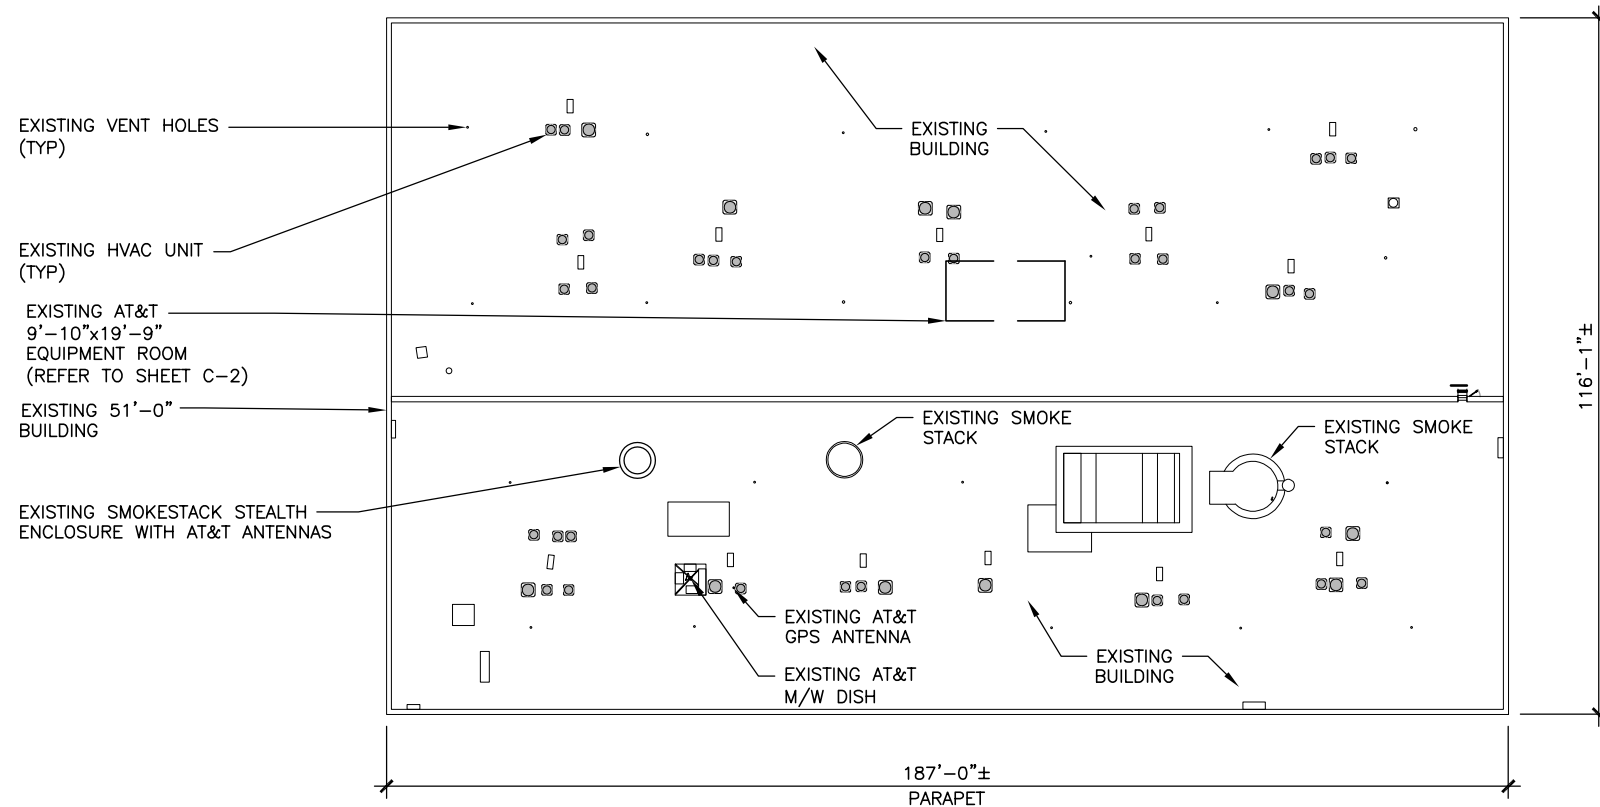 EXISTING VENT HOLES
(TYP)
EXISTING HVAC UNIT
(TYP)
EXISTING AT&T
9'-10"x19'-9"
EQUIPMENT ROOM
(REFER TO SHEET C-2)
EXISTING 51'-0"
BUILDING
EXISTING SMOKESTACK STEALTH
ENCLOSURE WITH AT&T ANTENNAS
EXISTING
BUILDING
EXISTING SMOKE
STACK
EXISTING SMOKE
STACK
EXISTING AT&T
GPS ANTENNA
EXISTING AT&T
M/W DISH
EXISTING
BUILDING
116'-1"±
187'-0"±
PARAPET